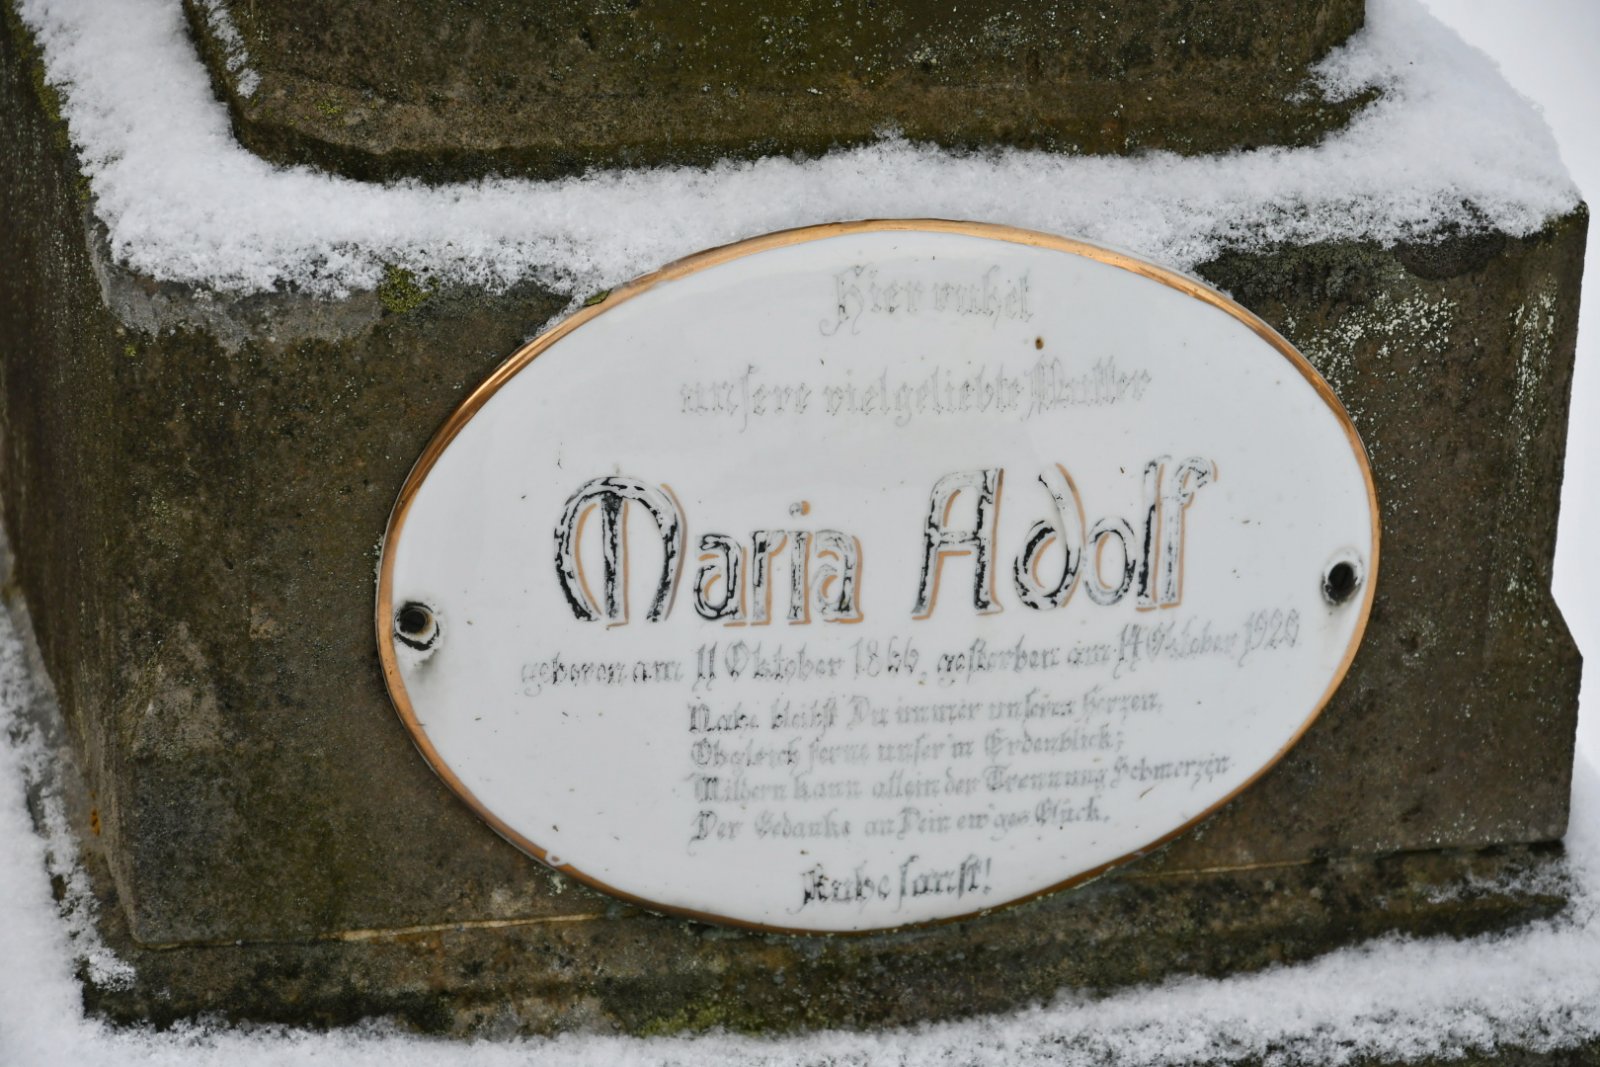 Hier ruhet
unsere vielgeliebte Mutter
Maria Adolf
geboren am 11 Oktober 1866, gestorben am 14 Oktober 1920
Nahe bleibst Du immer unseren Herzen,
Obgleich ferne unser'm Erdenblick;
Mildern kann allein der Trennung Schmerzen
Der Gedanke an Dein ew'ges Glück.
Ruhe sanft!